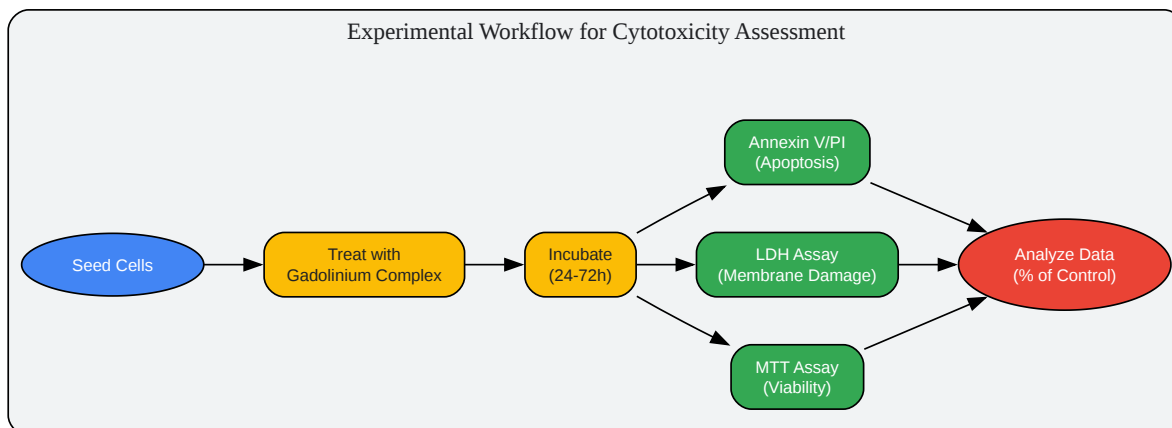 Experimental Workflow for Cytotoxicity Assessment
Seed Cells
Treat with
Gadolinium Complex
Incubate
(24-72h)
Annexin V/PI
(Apoptosis)
LDH Assay
(Membrane Damage)
MTT Assay
(Viability)
Analyze Data
(% of Control)